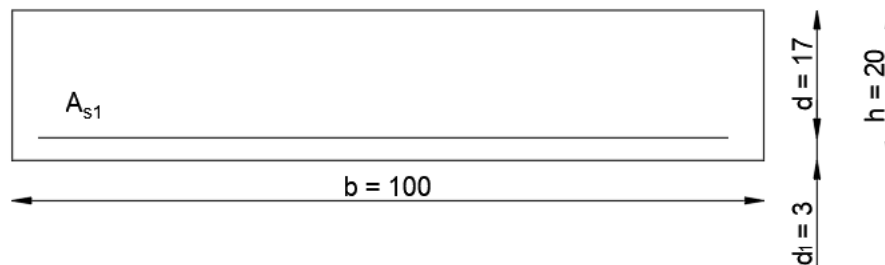 A_s1
b = 100
d = 17
h = 20
d₁ = 3